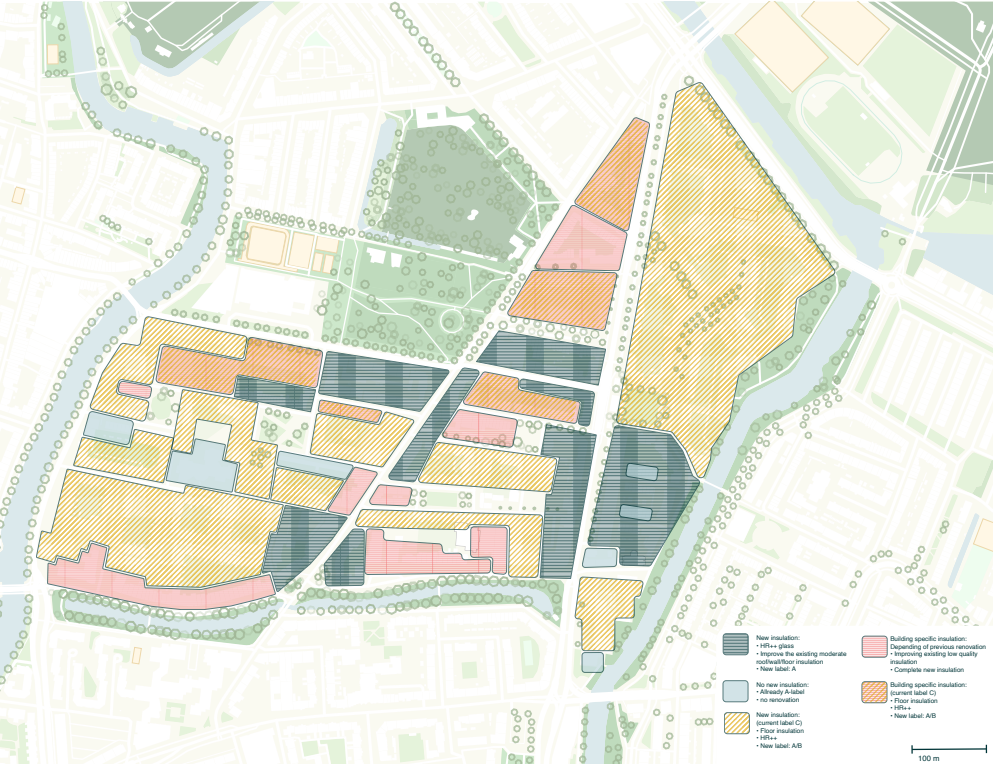 New insulation:
• HR++ glass
• Improve the existing moderate
roof/wall/floor insulation
• New label: A
No new insulation:
• Allready A-label
• no renovation
New insulation:
(current label C)
• Floor insulation
• HR++
• New label: A/B
Building specific insulation:
Depending of previous renovation
• Improving existing low quality
insulation
• Complete new insulation
Building specific insulation:
(current label C)
• Floor insulation
• HR++
• New label: A/B
100 m